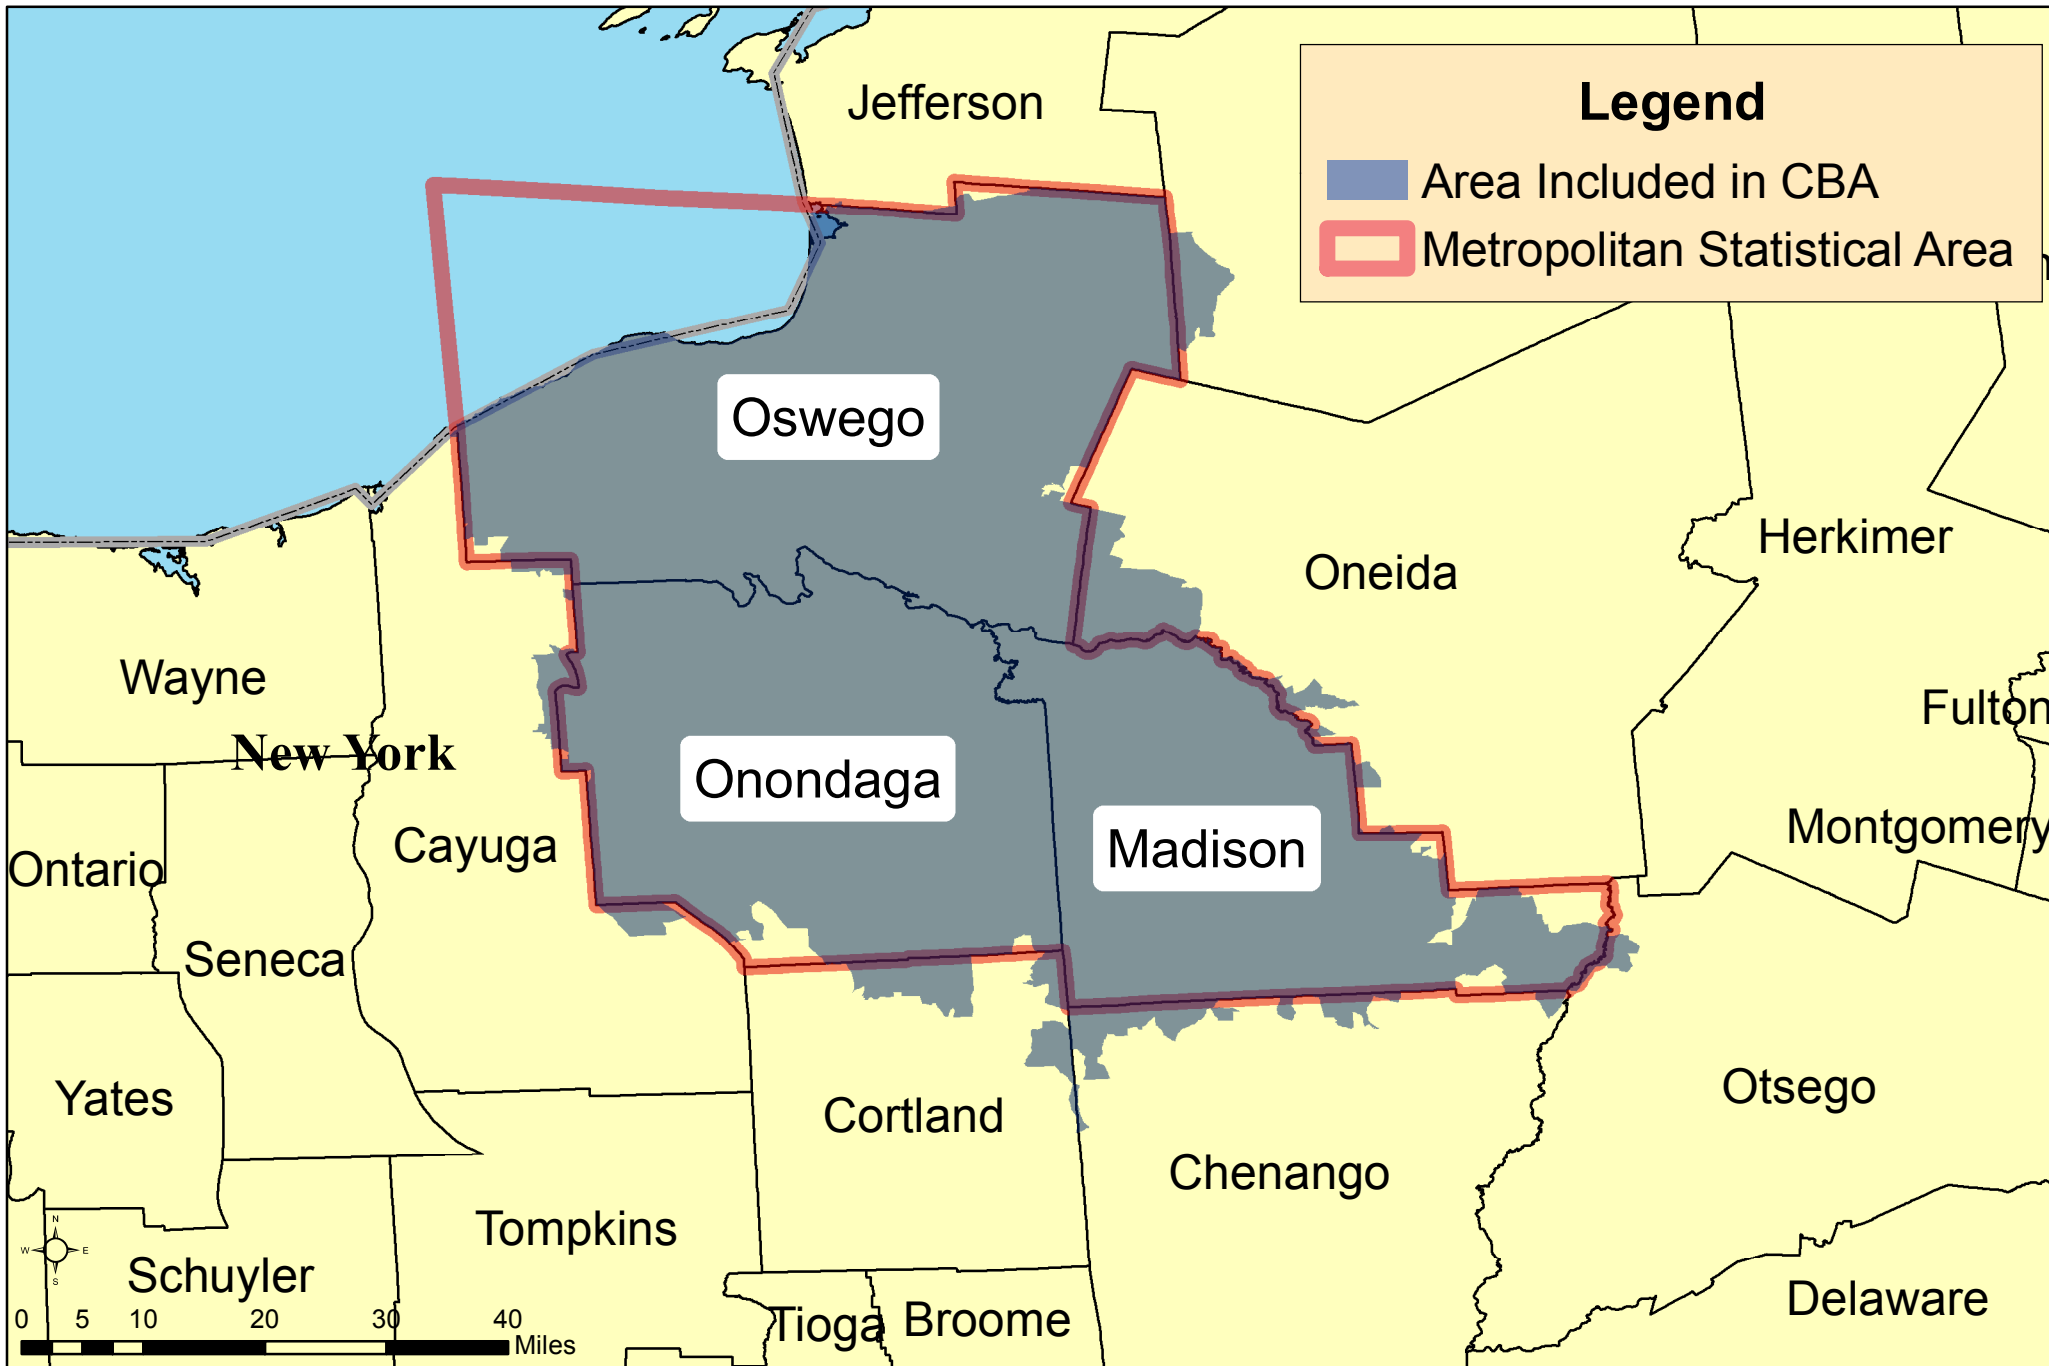 Jefferson
Legend
Area Included in CBA
Metropolitan Statistical Area
Oswego
Herkimer
Oneida
Wayne
Fulton
New York
Onondaga
Montgomery
Madison
Cayuga
Ontario
Seneca
Otsego
Yates
Cortland
Chenango
Tompkins
N
W E
S
Schuyler
Delaware
0 5 10 20 30 40
Miles
Tioga
Broome